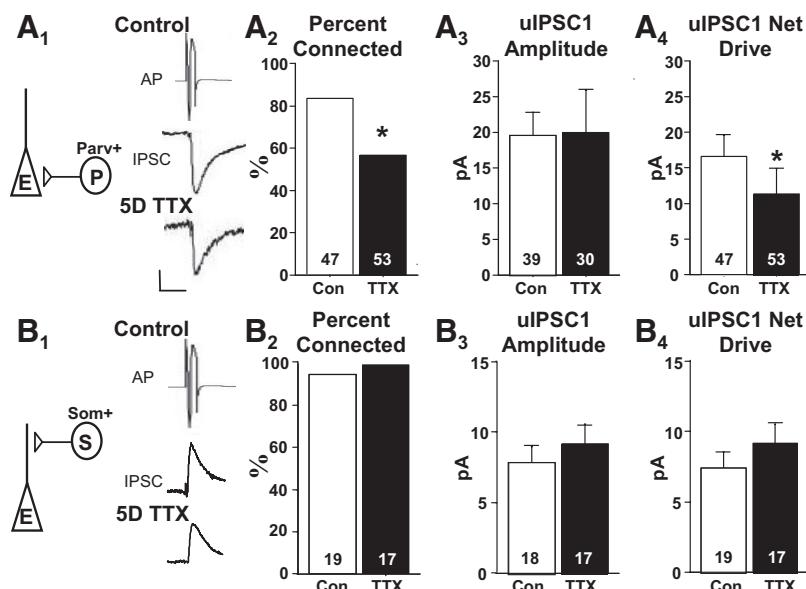 A1
Control
AP
Parv+
E
P
IPSC
5D TTX
A2
Percent
Connected
%
100
80
60
40
20
0
*
47
53
Con
TTX
A3
uIPSC1
Amplitude
pA
30
25
20
15
10
5
0
39
30
Con
TTX
A4
uIPSC1 Net
Drive
pA
30
25
20
15
10
5
0
*
47
53
Con
TTX
B1
Control
AP
Som+
S
E
IPSC
5D TTX
B2
Percent
Connected
%
100
80
60
40
20
0
19
17
Con
TTX
B3
uIPSC1
Amplitude
pA
15
10
5
0
18
17
Con
TTX
B4
uIPSC1 Net
Drive
pA
15
10
5
0
19
17
Con
TTX